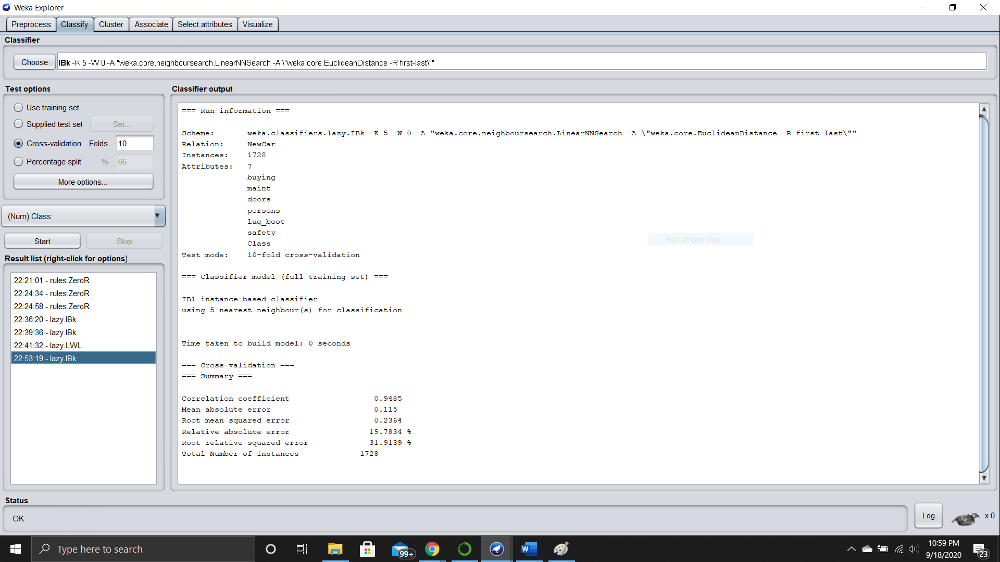 Weka Explorer
Preprocess Classify Cluster Associate Select attributes Visualize
Classifier
Choose IBk -K 5 -W 0 -A "weka.core.neighboursearch.LinearNNSearch -A \"weka.core.EuclideanDistance -R first-last\""
Test options
Use training set
Supplied test set Set...
Cross-validation Folds 10
Percentage split % 66
More options...
(Num) Class
Start Stop
Result list (right-click for options)
22:21:01 - rules.ZeroR
22:24:34 - rules.ZeroR
22:24:58 - rules.ZeroR
22:36:20 - lazy.IBk
22:39:36 - lazy.IBk
22:41:32 - lazy.LWL
22:53:19 - lazy.IBk
Classifier output
=== Run information ===
Scheme: weka.classifiers.lazy.IBk -K 5 -W 0 -A "weka.core.neighboursearch.LinearNNSearch -A \"weka.core.EuclideanDistance -R first-last\""
Relation: NewCar
Instances: 1728
Attributes: 7
buying
maint
doors
persons
lug_boot
safety
Class
Test mode: 10-fold cross-validation
=== Classifier model (full training set) ===
IB1 instance-based classifier
using 5 nearest neighbour(s) for classification
Time taken to build model: 0 seconds
=== Cross-validation ===
=== Summary ===
Correlation coefficient 0.9485
Mean absolute error 0.115
Root mean squared error 0.2364
Relative absolute error 19.7834 %
Root relative squared error 31.9139 %
Total Number of Instances 1728
Full-screen Snip
Status
OK
Log
x 0
Type here to search
99+
10:59 PM
9/18/2020
23